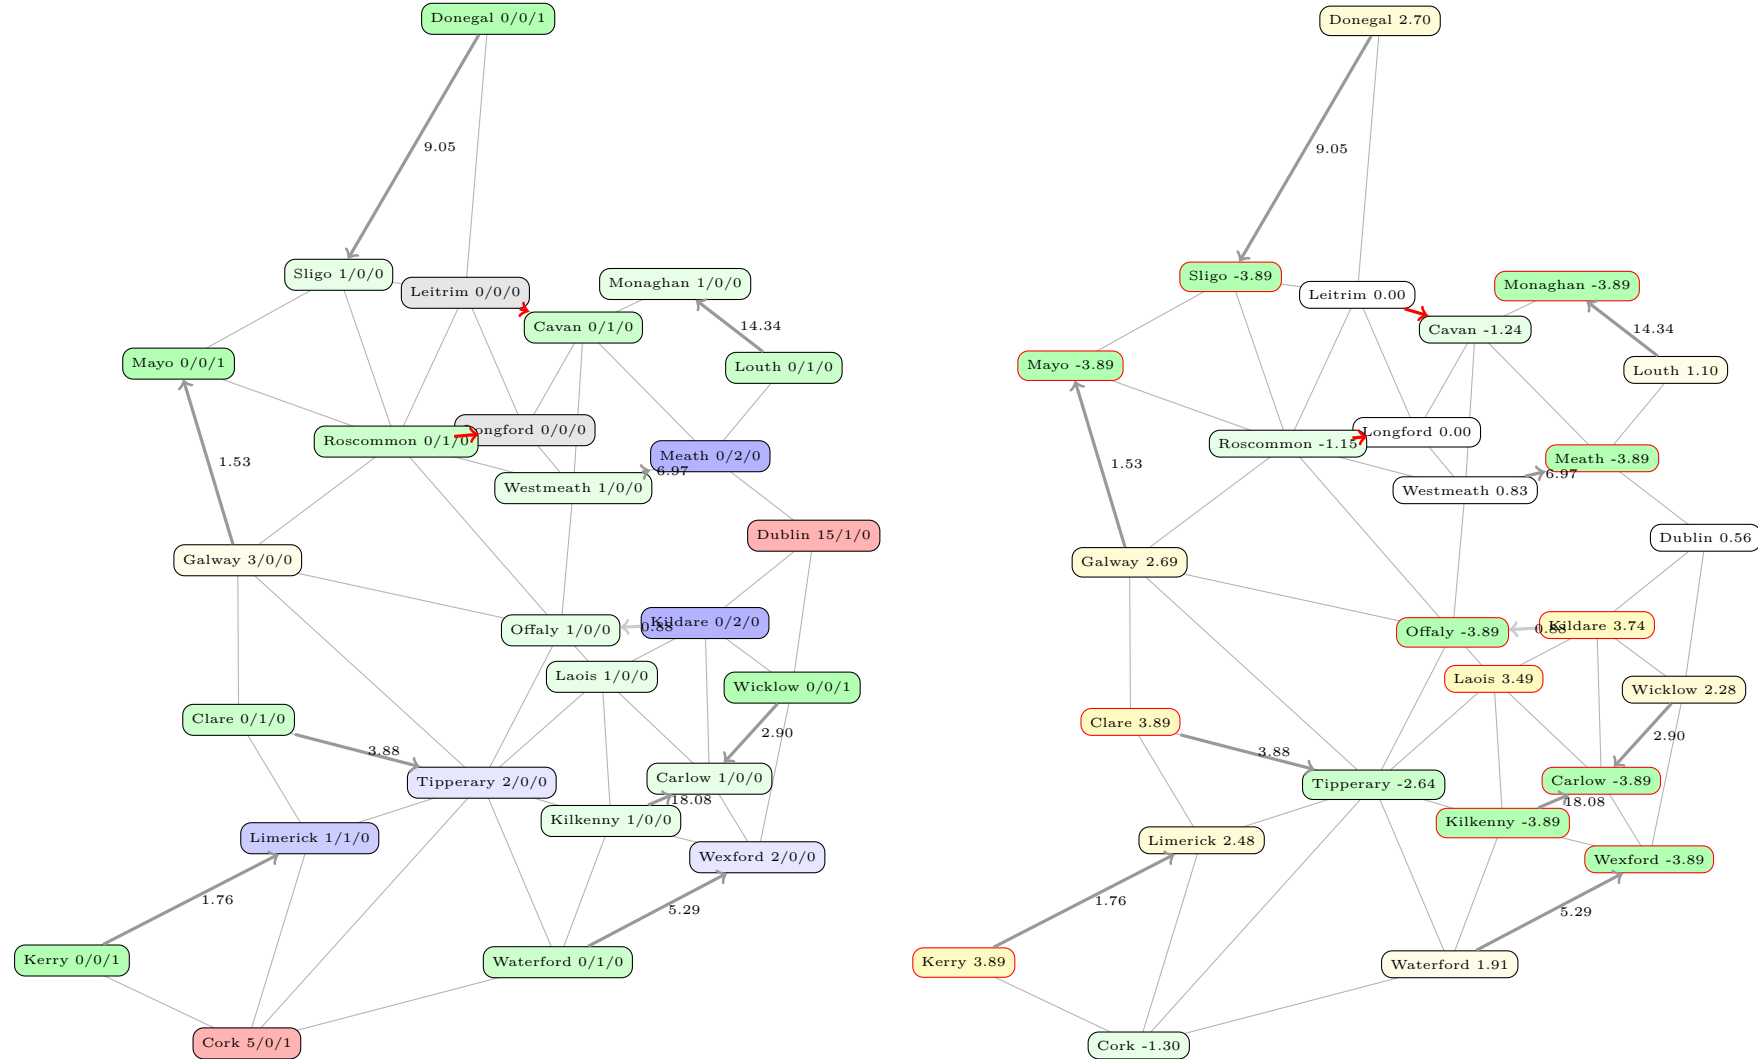 Donegal 0/0/1
9.05
Sligo 1/0/0
Leitrim 0/0/0
Monaghan 1/0/0
Cavan 0/1/0
14.34
Mayo 0/0/1
Louth 0/1/0
Longford 0/0/0
Roscommon 0/1/0
1.53
Meath 0/2/0
6.97
Westmeath 1/0/0
Dublin 15/1/0
Galway 3/0/0
Offaly 1/0/0
0.88
Kildare 0/2/0
Laois 1/0/0
Wicklow 0/0/1
Clare 0/1/0
2.90
3.88
Tipperary 2/0/0
Carlow 1/0/0
18.08
Kilkenny 1/0/0
Limerick 1/1/0
Wexford 2/0/0
1.76
5.29
Kerry 0/0/1
Waterford 0/1/0
Cork 5/0/1
Donegal 2.70
9.05
Sligo -3.89
Leitrim 0.00
Monaghan -3.89
Cavan -1.24
14.34
Mayo -3.89
Louth 1.10
Longford 0.00
Roscommon -1.15
1.53
Meath -3.89
6.97
Westmeath 0.83
Dublin 0.56
Galway 2.69
Offaly -3.89
0.88
Kildare 3.74
Laois 3.49
Wicklow 2.28
Clare 3.89
2.90
3.88
Tipperary -2.64
Carlow -3.89
18.08
Kilkenny -3.89
Limerick 2.48
Wexford -3.89
1.76
5.29
Kerry 3.89
Waterford 1.91
Cork -1.30